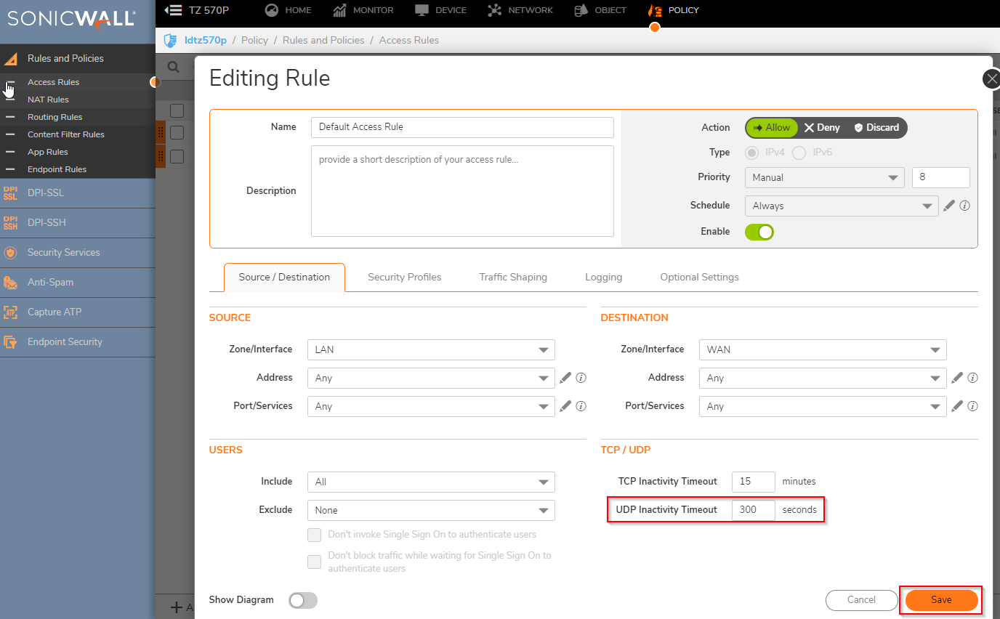 SONICWALL
TZ 570P
HOME
MONITOR
DEVICE
NETWORK
OBJECT
POLICY
ldtz570p / Policy / Rules and Policies / Access Rules
Rules and Policies
Access Rules
NAT Rules
Routing Rules
Content Filter Rules
App Rules
Endpoint Rules
DPI SSL
DPI-SSL
DPI SSH
DPI-SSH
Security Services
Anti-Spam
ATP
Capture ATP
Endpoint Security
Editing Rule
Name
Default Access Rule
Description
provide a short description of your access rule...
Action
Allow
Deny
Discard
Type
IPv4
IPv6
Priority
Manual
8
Schedule
Always
Enable
Source / Destination
Security Profiles
Traffic Shaping
Logging
Optional Settings
SOURCE
Zone/Interface
LAN
Address
Any
Port/Services
Any
DESTINATION
Zone/Interface
WAN
Address
Any
Port/Services
Any
USERS
Include
All
Exclude
None
Don't invoke Single Sign On to authenticate users
Don't block traffic while waiting for Single Sign On to
authenticate users
TCP / UDP
TCP Inactivity Timeout
15
minutes
UDP Inactivity Timeout
300
seconds
Show Diagram
Cancel
Save